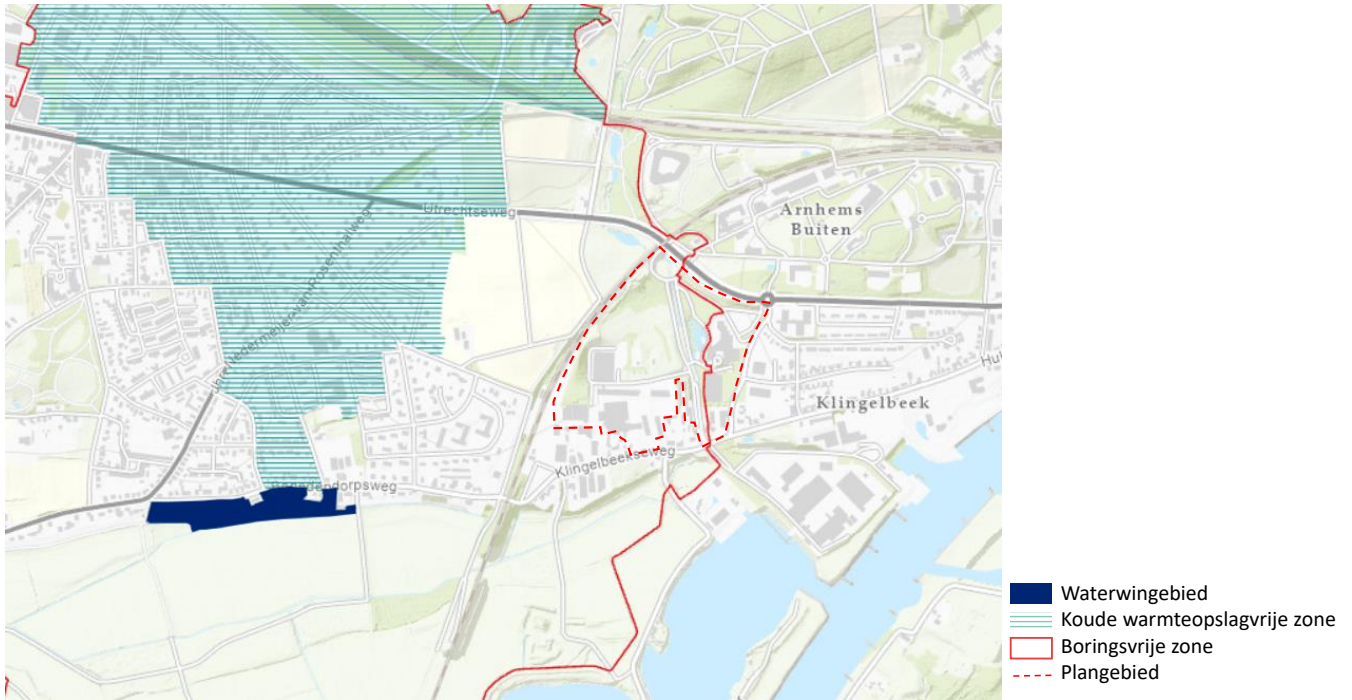 Utrechtseweg
Arnhems
Buiten
Klingelbeek
Klingelbeekseweg
Waterwingebied
Koude warmteopslagvrije zone
Boringsvrije zone
Plangebied